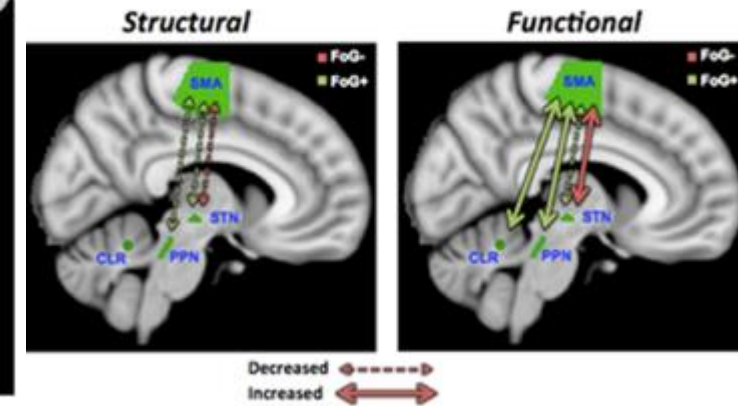 Structural
FoG-
FoG+
SMA
STN
CLR
PPN
Functional
FoG-
FoG+
SMA
STN
CLR
PPN
Decreased
Increased